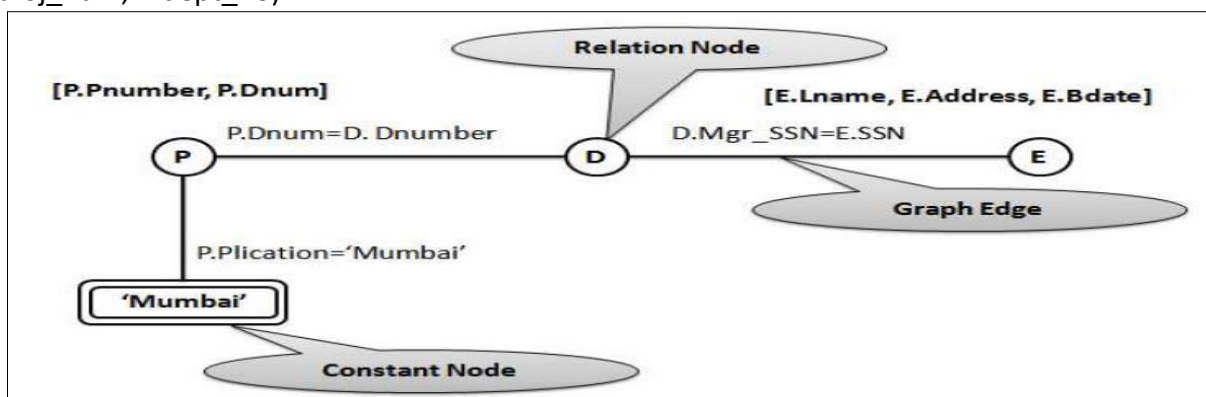 Relation Node
[P.Pnumber, P.Dnum]
[E.Lname, E.Address, E.Bdate]
P.Dnum=D. Dnumber
D.Mgr_SSN=E.SSN
P
D
E
Graph Edge
P.Plication=‘Mumbai’
‘Mumbai’
Constant Node